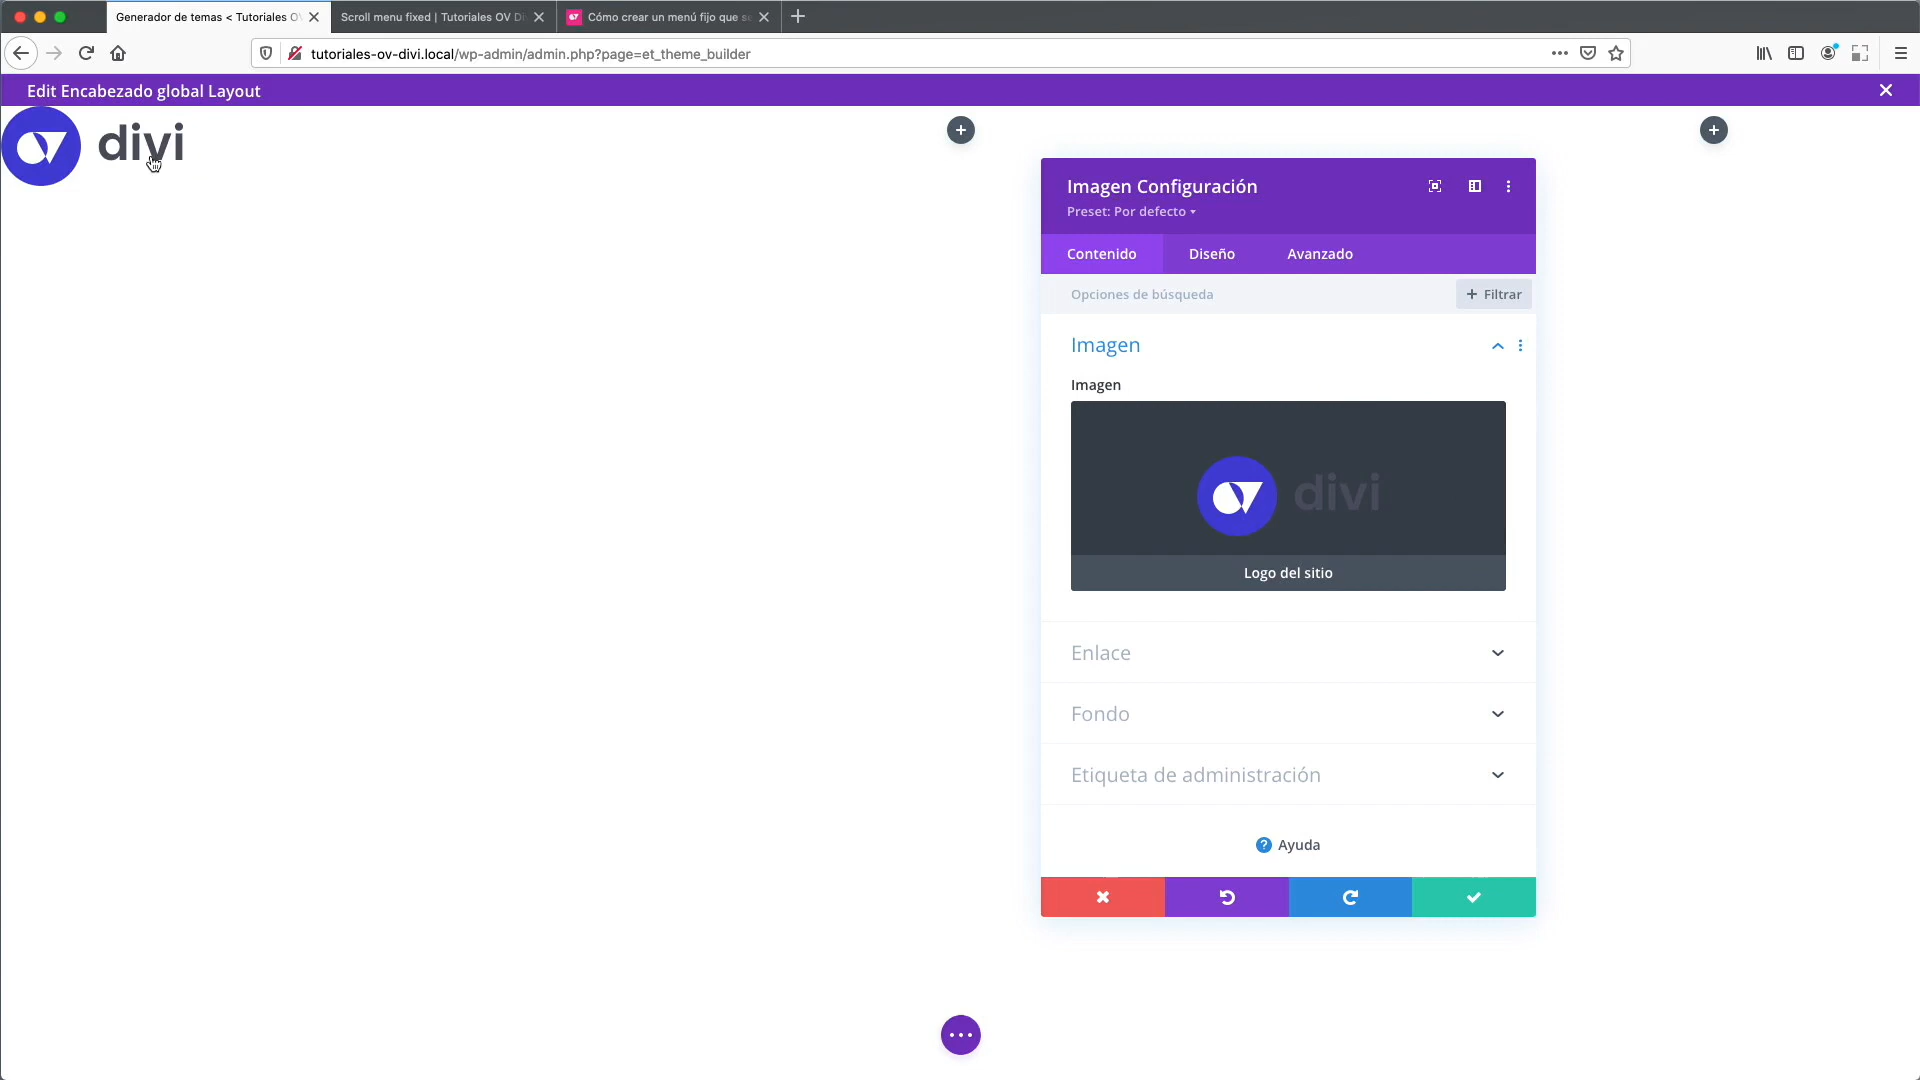 Generador de temas < Tutoriales O
Scroll menu fixed | Tutoriales OV Di
Cómo crear un menú fijo que se
tutoriales-ov-divi.local/wp-admin/admin.php?page=et_theme_builder
Edit Encabezado global Layout
divi
Imagen Configuración
Preset: Por defecto
Contenido
Diseño
Avanzado
Opciones de búsqueda
+ Filtrar
Imagen
Imagen
divi
Logo del sitio
Enlace
Fondo
Etiqueta de administración
? Ayuda